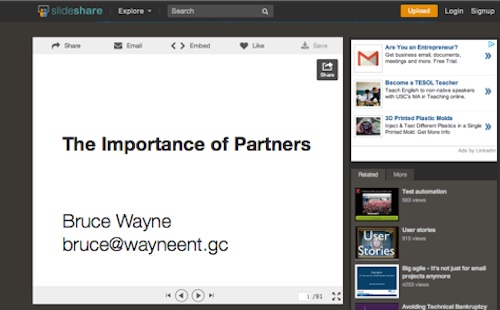 slideshare
Explore
Search
Upload
Login
Signup
Share
Email
Embed
Like
Save
Share
The Importance of Partners
Bruce Wayne
bruce@wayneent.gc
1 /91
Are You an Entrepreneur?
Get business email, documents,
meetings and more. Free Trial.
Become a TESOL Teacher
Teach English to non-native speakers
with USC's MA in Teaching online.
3D Printed Plastic Molds
Inject & Test Different Plastics in a Single
Printed Mold. Get More Info
Ads by LinkedIn
Related
More
Test automation
583 views
User stories
913 views
User
Stories
Big agile – It's not just for small
projects anymore
4253 views
Avoiding Technical Bankruptcy